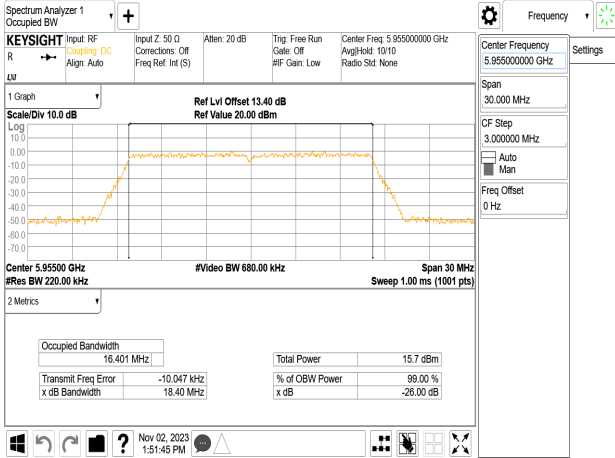 Spectrum Analyzer 1
Occupied BW
Frequency
KEYSIGHT
R
Input: RF
Coupling: DC
Align: Auto
Input Z: 50 Ω
Corrections: Off
Freq Ref: Int (S)
Atten: 20 dB
Trig: Free Run
Gate: Off
#IF Gain: Low
Center Freq: 5.955000000 GHz
Avg|Hold: 10/10
Radio Std: None
Center Frequency
5.955000000 GHz
Settings
Span
30.000 MHz
CF Step
3.000000 MHz
Auto
Man
Freq Offset
0 Hz
1 Graph
Scale/Div 10.0 dB
Ref Lvl Offset 13.40 dB
Ref Value 20.00 dBm
Log
10.0
0.00
-10.0
-20.0
-30.0
-40.0
-50.0
-60.0
-70.0
Center 5.95500 GHz
#Video BW 680.00 kHz
Span 30 MHz
#Res BW 220.00 kHz
Sweep 1.00 ms (1001 pts)
2 Metrics
Occupied Bandwidth
16.401 MHz
Total Power 15.7 dBm
Transmit Freq Error -10.047 kHz
% of OBW Power 99.00 %
x dB Bandwidth 18.40 MHz
x dB -26.00 dB
Nov 02, 2023
1:51:45 PM